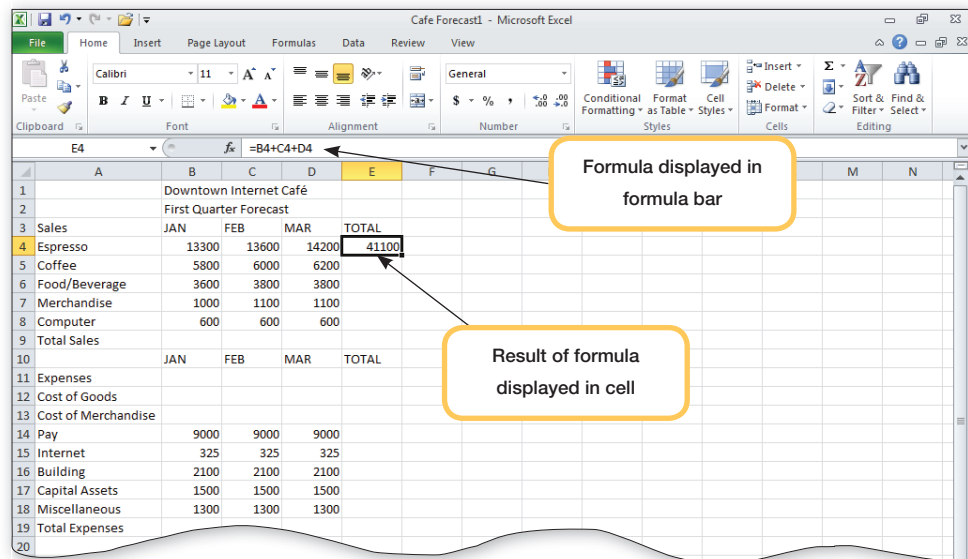 Cafe Forecast1 - Microsoft Excel
File Home Insert Page Layout Formulas Data Review View
Paste
Calibri 11 A A
B I U A
General
$ % , .00 .00
Conditional Formatting
Format as Table
Cell Styles
Insert
Delete
Format
Σ
Sort & Filter
Find & Select
Clipboard Font Alignment Number Styles Cells Editing
E4 fx =B4+C4+D4
A B C D E F G M N
Formula displayed in
formula bar
1 Downtown Internet Café
2 First Quarter Forecast
3 Sales JAN FEB MAR TOTAL
4 Espresso 13300 13600 14200 41100
5 Coffee 5800 6000 6200
6 Food/Beverage 3600 3800 3800
7 Merchandise 1000 1100 1100
8 Computer 600 600 600
9 Total Sales
10 JAN FEB MAR TOTAL
Result of formula
displayed in cell
11 Expenses
12 Cost of Goods
13 Cost of Merchandise
14 Pay 9000 9000 9000
15 Internet 325 325 325
16 Building 2100 2100 2100
17 Capital Assets 1500 1500 1500
18 Miscellaneous 1300 1300 1300
19 Total Expenses
20